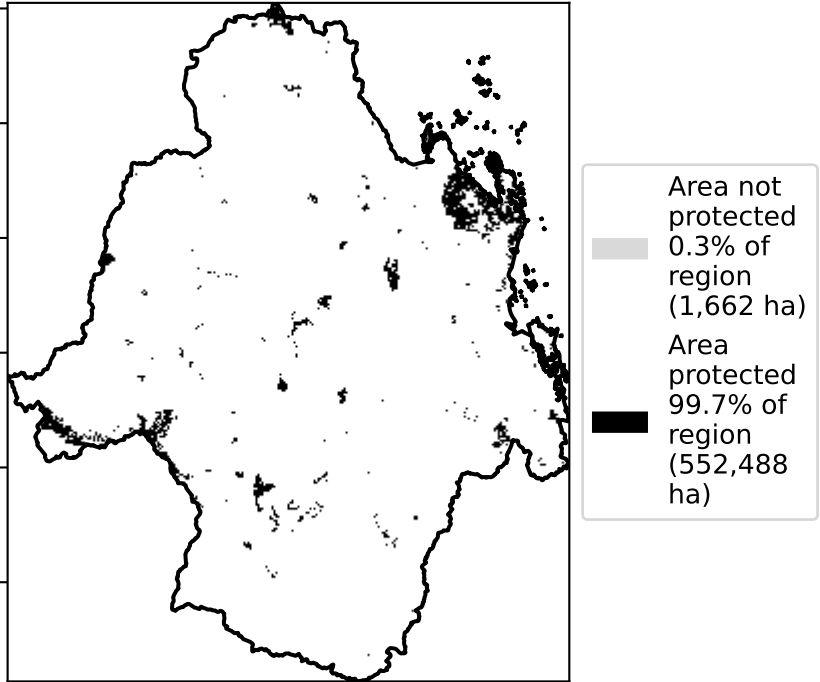 Area not
protected
0.3% of
region
(1,662 ha)
Area
protected
99.7% of
region
(552,488
ha)